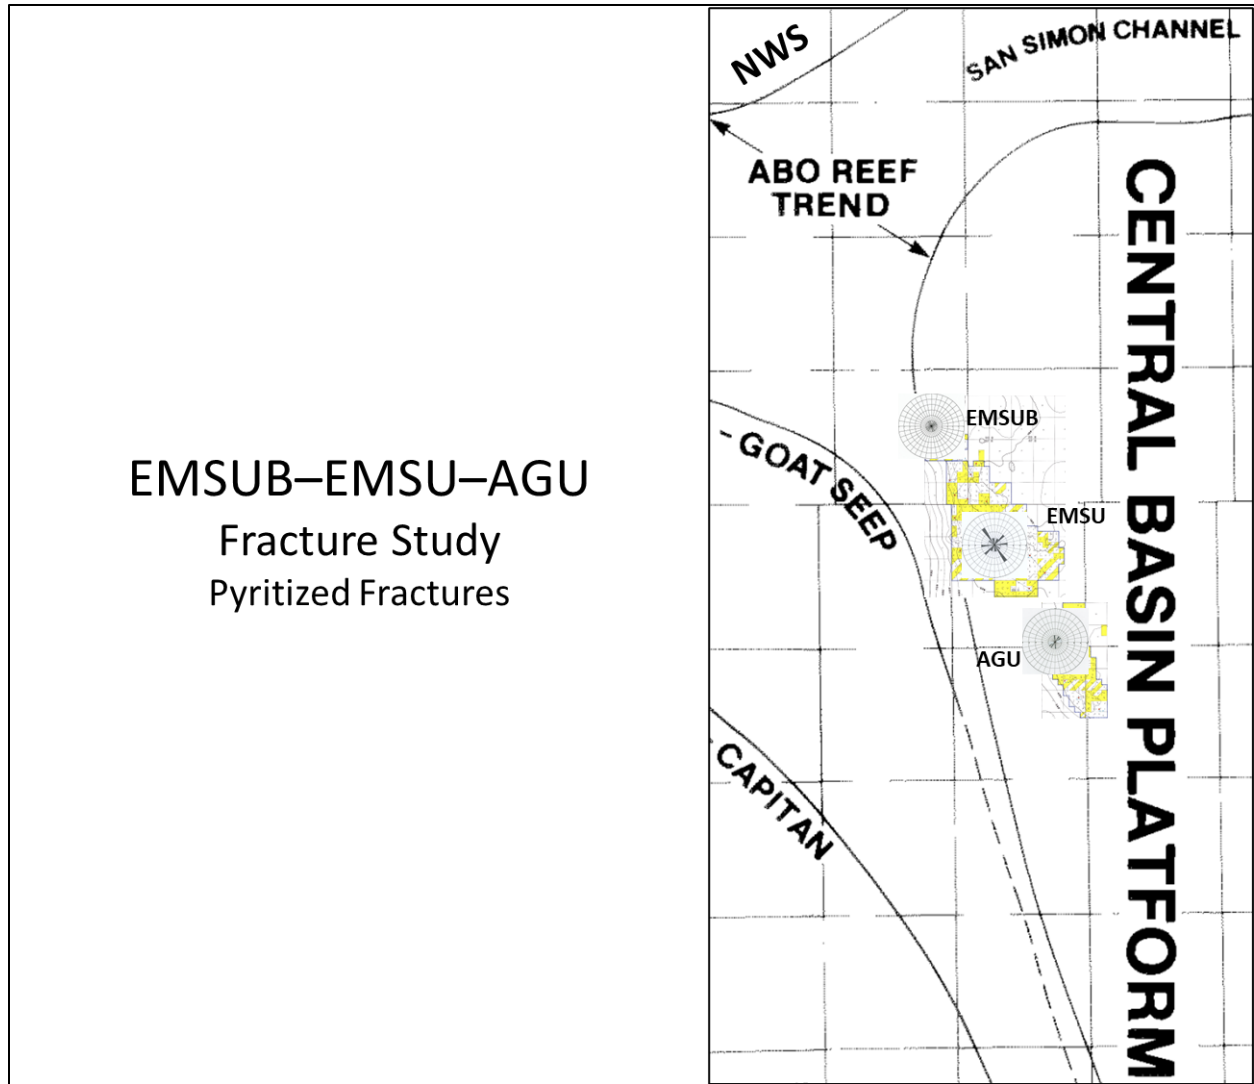 EMSUB–EMSU–AGU
Fracture Study
Pyritized Fractures
NWS
SAN SIMON CHANNEL
ABO REEF
TREND
CENTRAL BASIN PLATFORM
EMSUB
GOAT SEEP
EMSU
AGU
CAPITAN